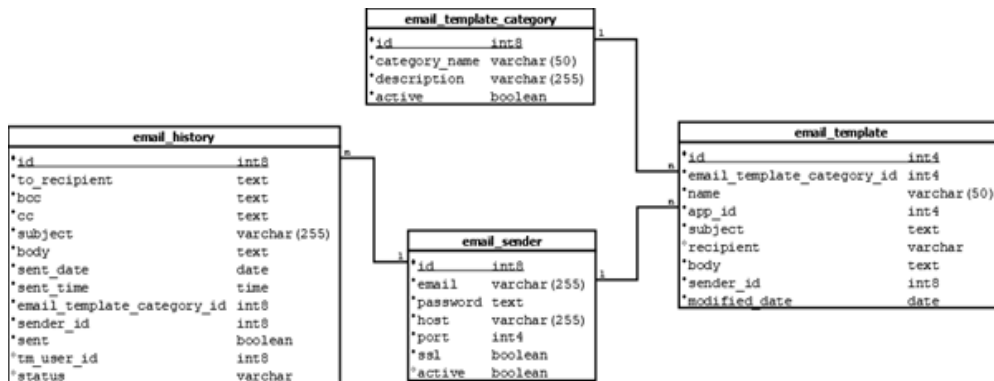 email_template_category
id int8
category_name varchar(50)
description varchar(255)
active boolean
email_history
id int8
to_recipient text
bcc text
cc text
subject varchar(255)
body text
sent_date date
sent_time time
email_template_category_id int8
sender_id int8
sent boolean
tm_user_id int8
status varchar
email_sender
id int8
email varchar(255)
password text
host varchar(255)
port int4
ssl boolean
active boolean
email_template
id int4
email_template_category_id int4
name varchar(50)
app_id int4
subject text
recipient varchar
body text
sender_id int8
modified_date date
1
n
n
1
1
n